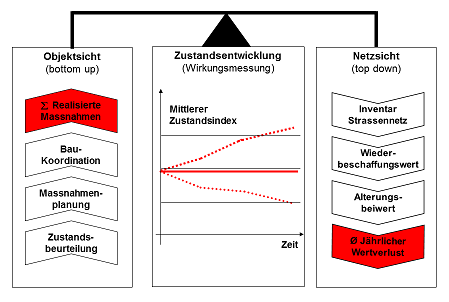 Objektsicht
(bottom up)
Σ Realisierte
Massnahmen
Bau-
Koordination
Massnahmen-
planung
Zustands-
beurteilung
Zustandsentwicklung
(Wirkungsmessung)
Mittlerer
Zustandsindex
Zeit
Netzsicht
(top down)
Inventar
Strassennetz
Wieder-
beschaffungswert
Alterungs-
beiwert
Ø Jährlicher
Wertverlust